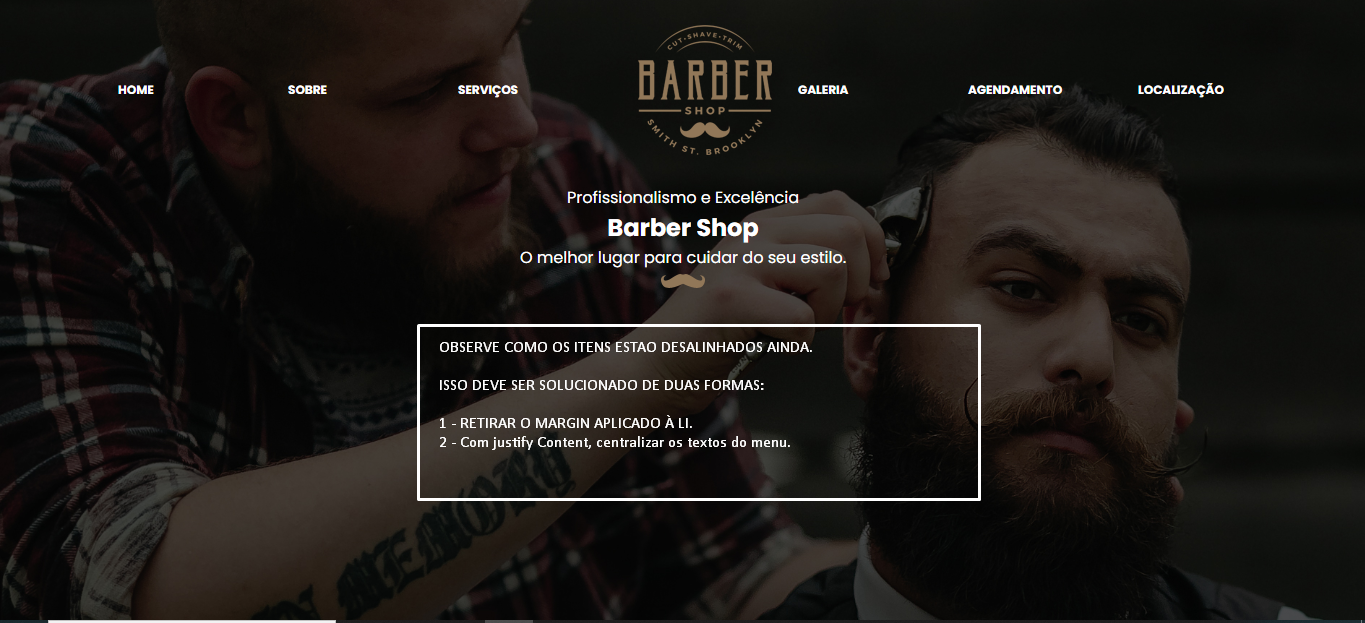 CUT • SHAVE • TRIM
BARBER
SHOP
SMITH ST. BROOKLYN
HOME SOBRE SERVIÇOS GALERIA AGENDAMENTO LOCALIZAÇÃO
Profissionalismo e Excelência
Barber Shop
O melhor lugar para cuidar do seu estilo.
OBSERVE COMO OS ITENS ESTAO DESALINHADOS AINDA.
ISSO DEVE SER SOLUCIONADO DE DUAS FORMAS:
1 - RETIRAR O MARGIN APLICADO À LI.
2 - Com justify Content, centralizar os textos do menu.
IN MEMORY